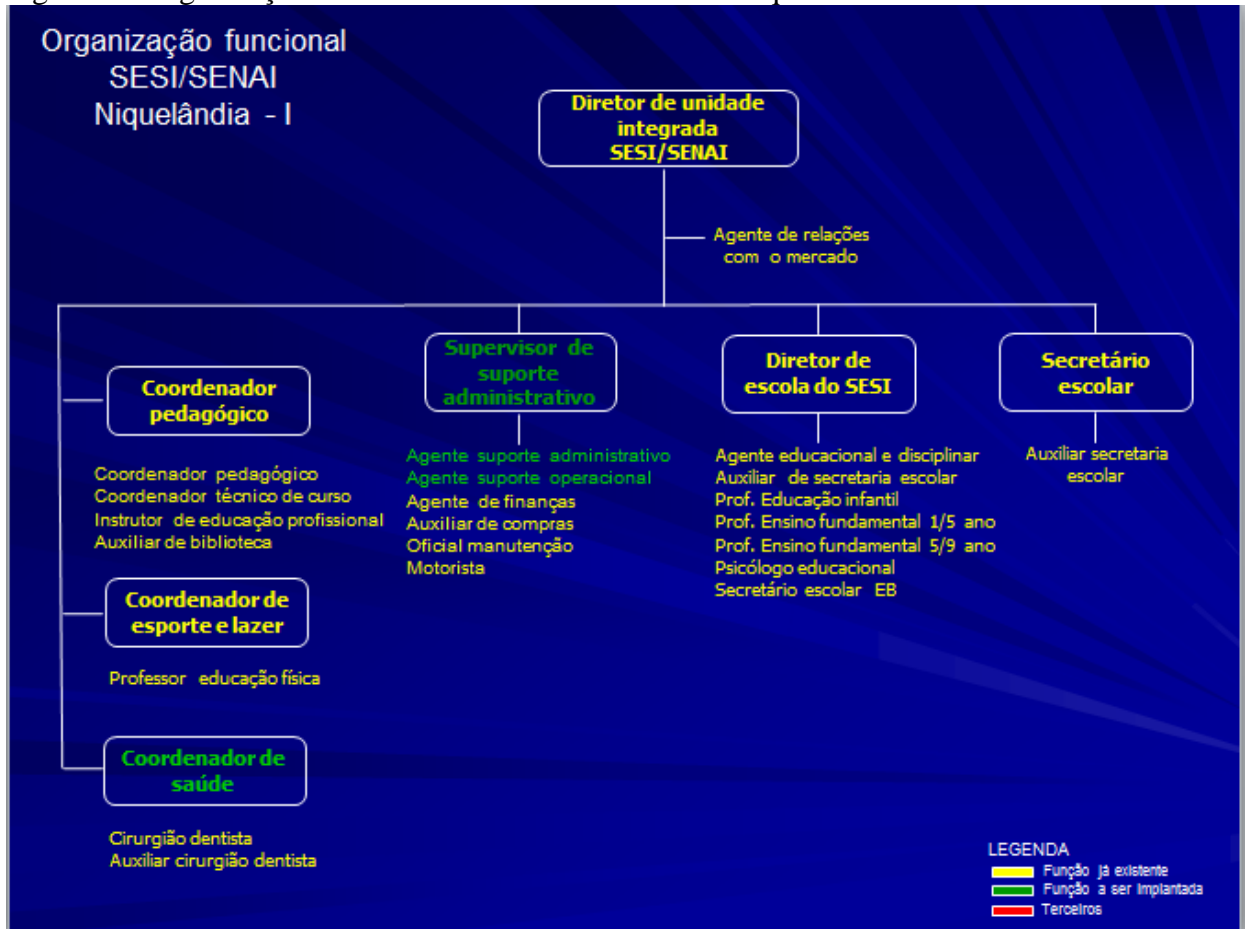 Organização funcional
SESI/SENAI
Niquelândia - I
Diretor de unidade
integrada
SESI/SENAI
Agente de relações
com o mercado
Coordenador
pedagógico
Coordenador pedagógico
Coordenador técnico de curso
Instrutor de educação profissional
Auxiliar de biblioteca
Coordenador de
esporte e lazer
Professor educação física
Coordenador de
saúde
Cirurgião dentista
Auxiliar cirurgião dentista
Supervisor de
suporte
administrativo
Agente suporte administrativo
Agente suporte operacional
Agente de finanças
Auxiliar de compras
Oficial manutenção
Motorista
Diretor de
escola do SESI
Agente educacional e disciplinar
Auxiliar de secretaria escolar
Prof. Educação infantil
Prof. Ensino fundamental 1/5 ano
Prof. Ensino fundamental 5/9 ano
Psicólogo educacional
Secretário escolar EB
Secretário
escolar
Auxiliar secretaria
escolar
LEGENDA
Função já existente
Função a ser implantada
Terceiros